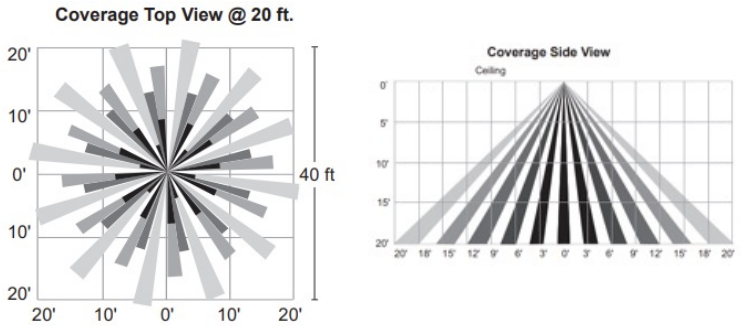 Coverage Top View @ 20 ft.
20'
10'
0'
10'
20'
20' 10' 0' 10' 20'
40 ft
Coverage Side View
Ceiling
0'
5'
10'
15'
20'
20' 18' 15' 12' 9' 6' 3' 0' 3' 6' 9' 12' 15' 18' 20'